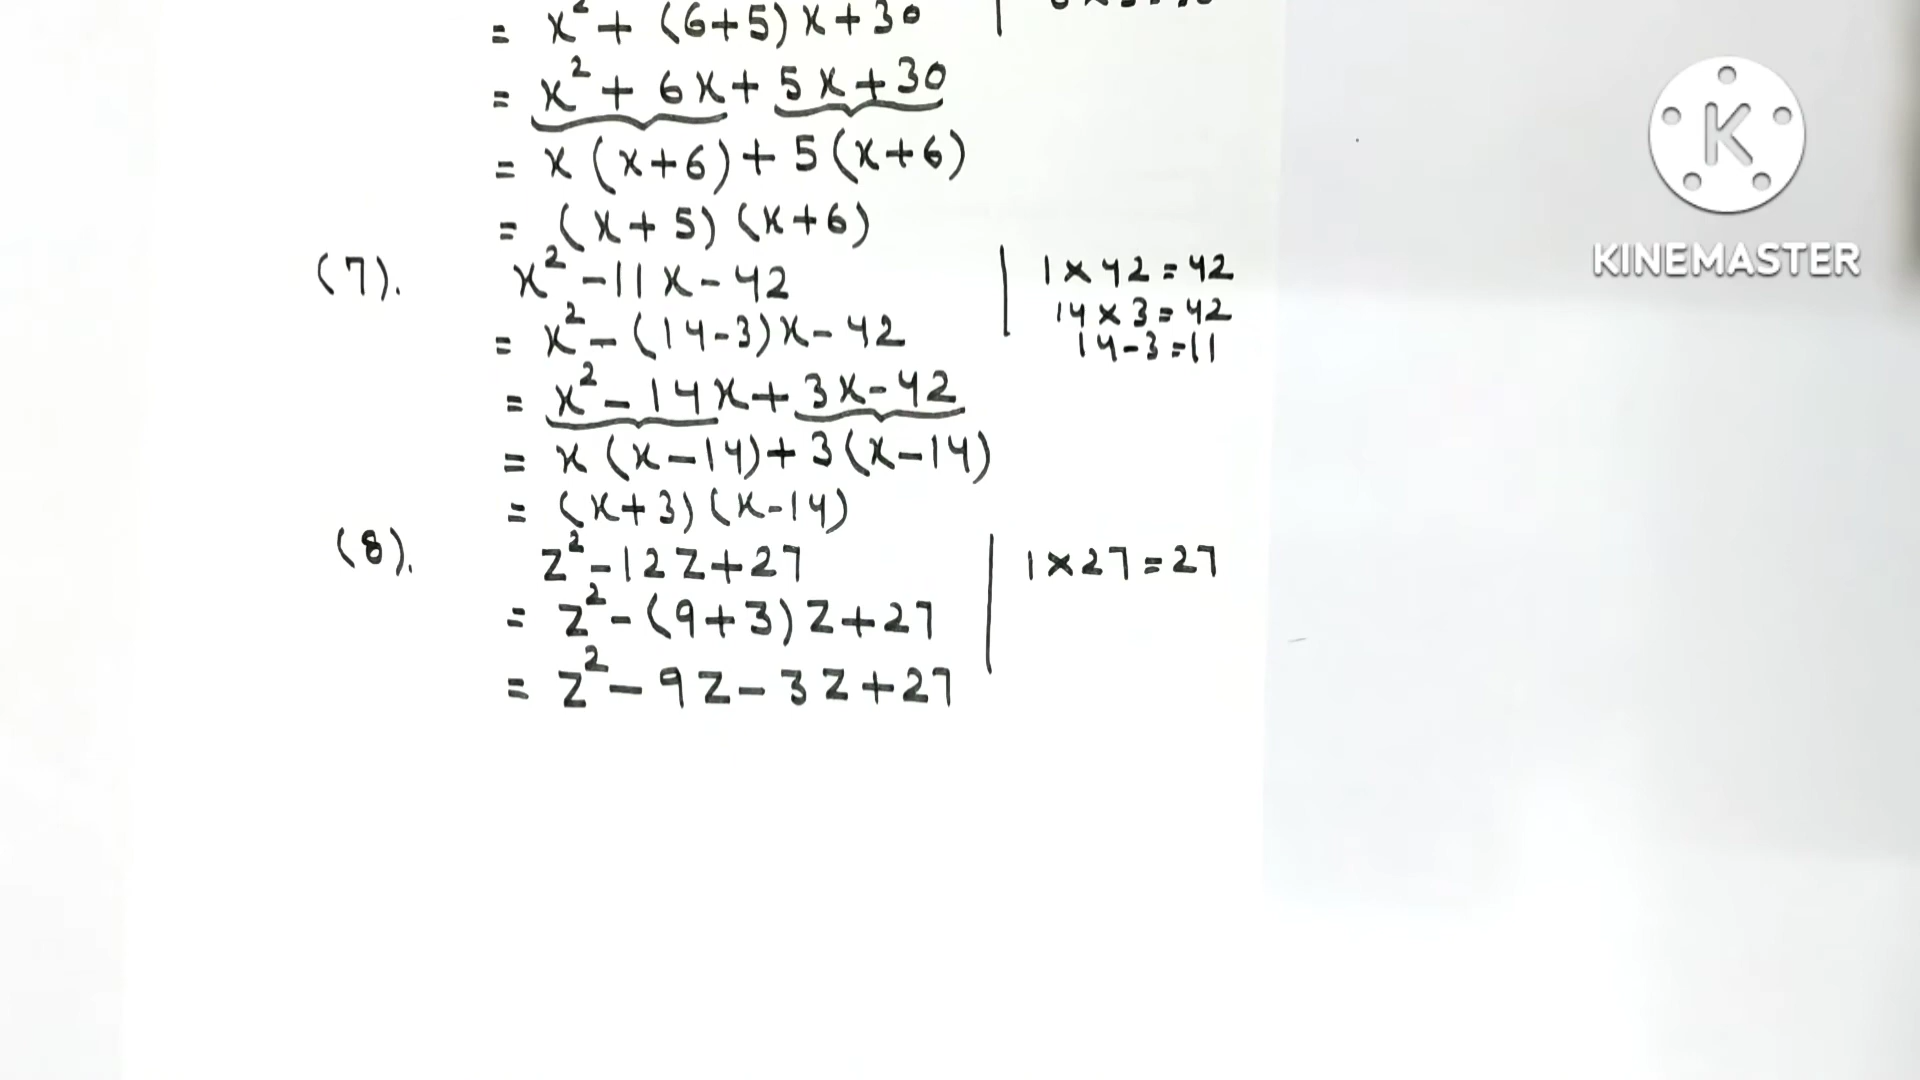 = x² + (6+5)x+30
= x² + 6x + 5x+30
= x (x+6) + 5(x+6)
= (x+5) (x+6)
(7). x² -11x - 42 | 1 × 42 = 42
= x² - (14-3)x - 42 14 × 3 = 42
14-3=11
= x² - 14x + 3x-42
= x (x-14) + 3(x-14)
= (x+3) (x-14)
(8). z² -12z+27 | 1×27=27
= z² - (9+3) z+27
= z² - 9z - 3z+27
K
KINEMASTER